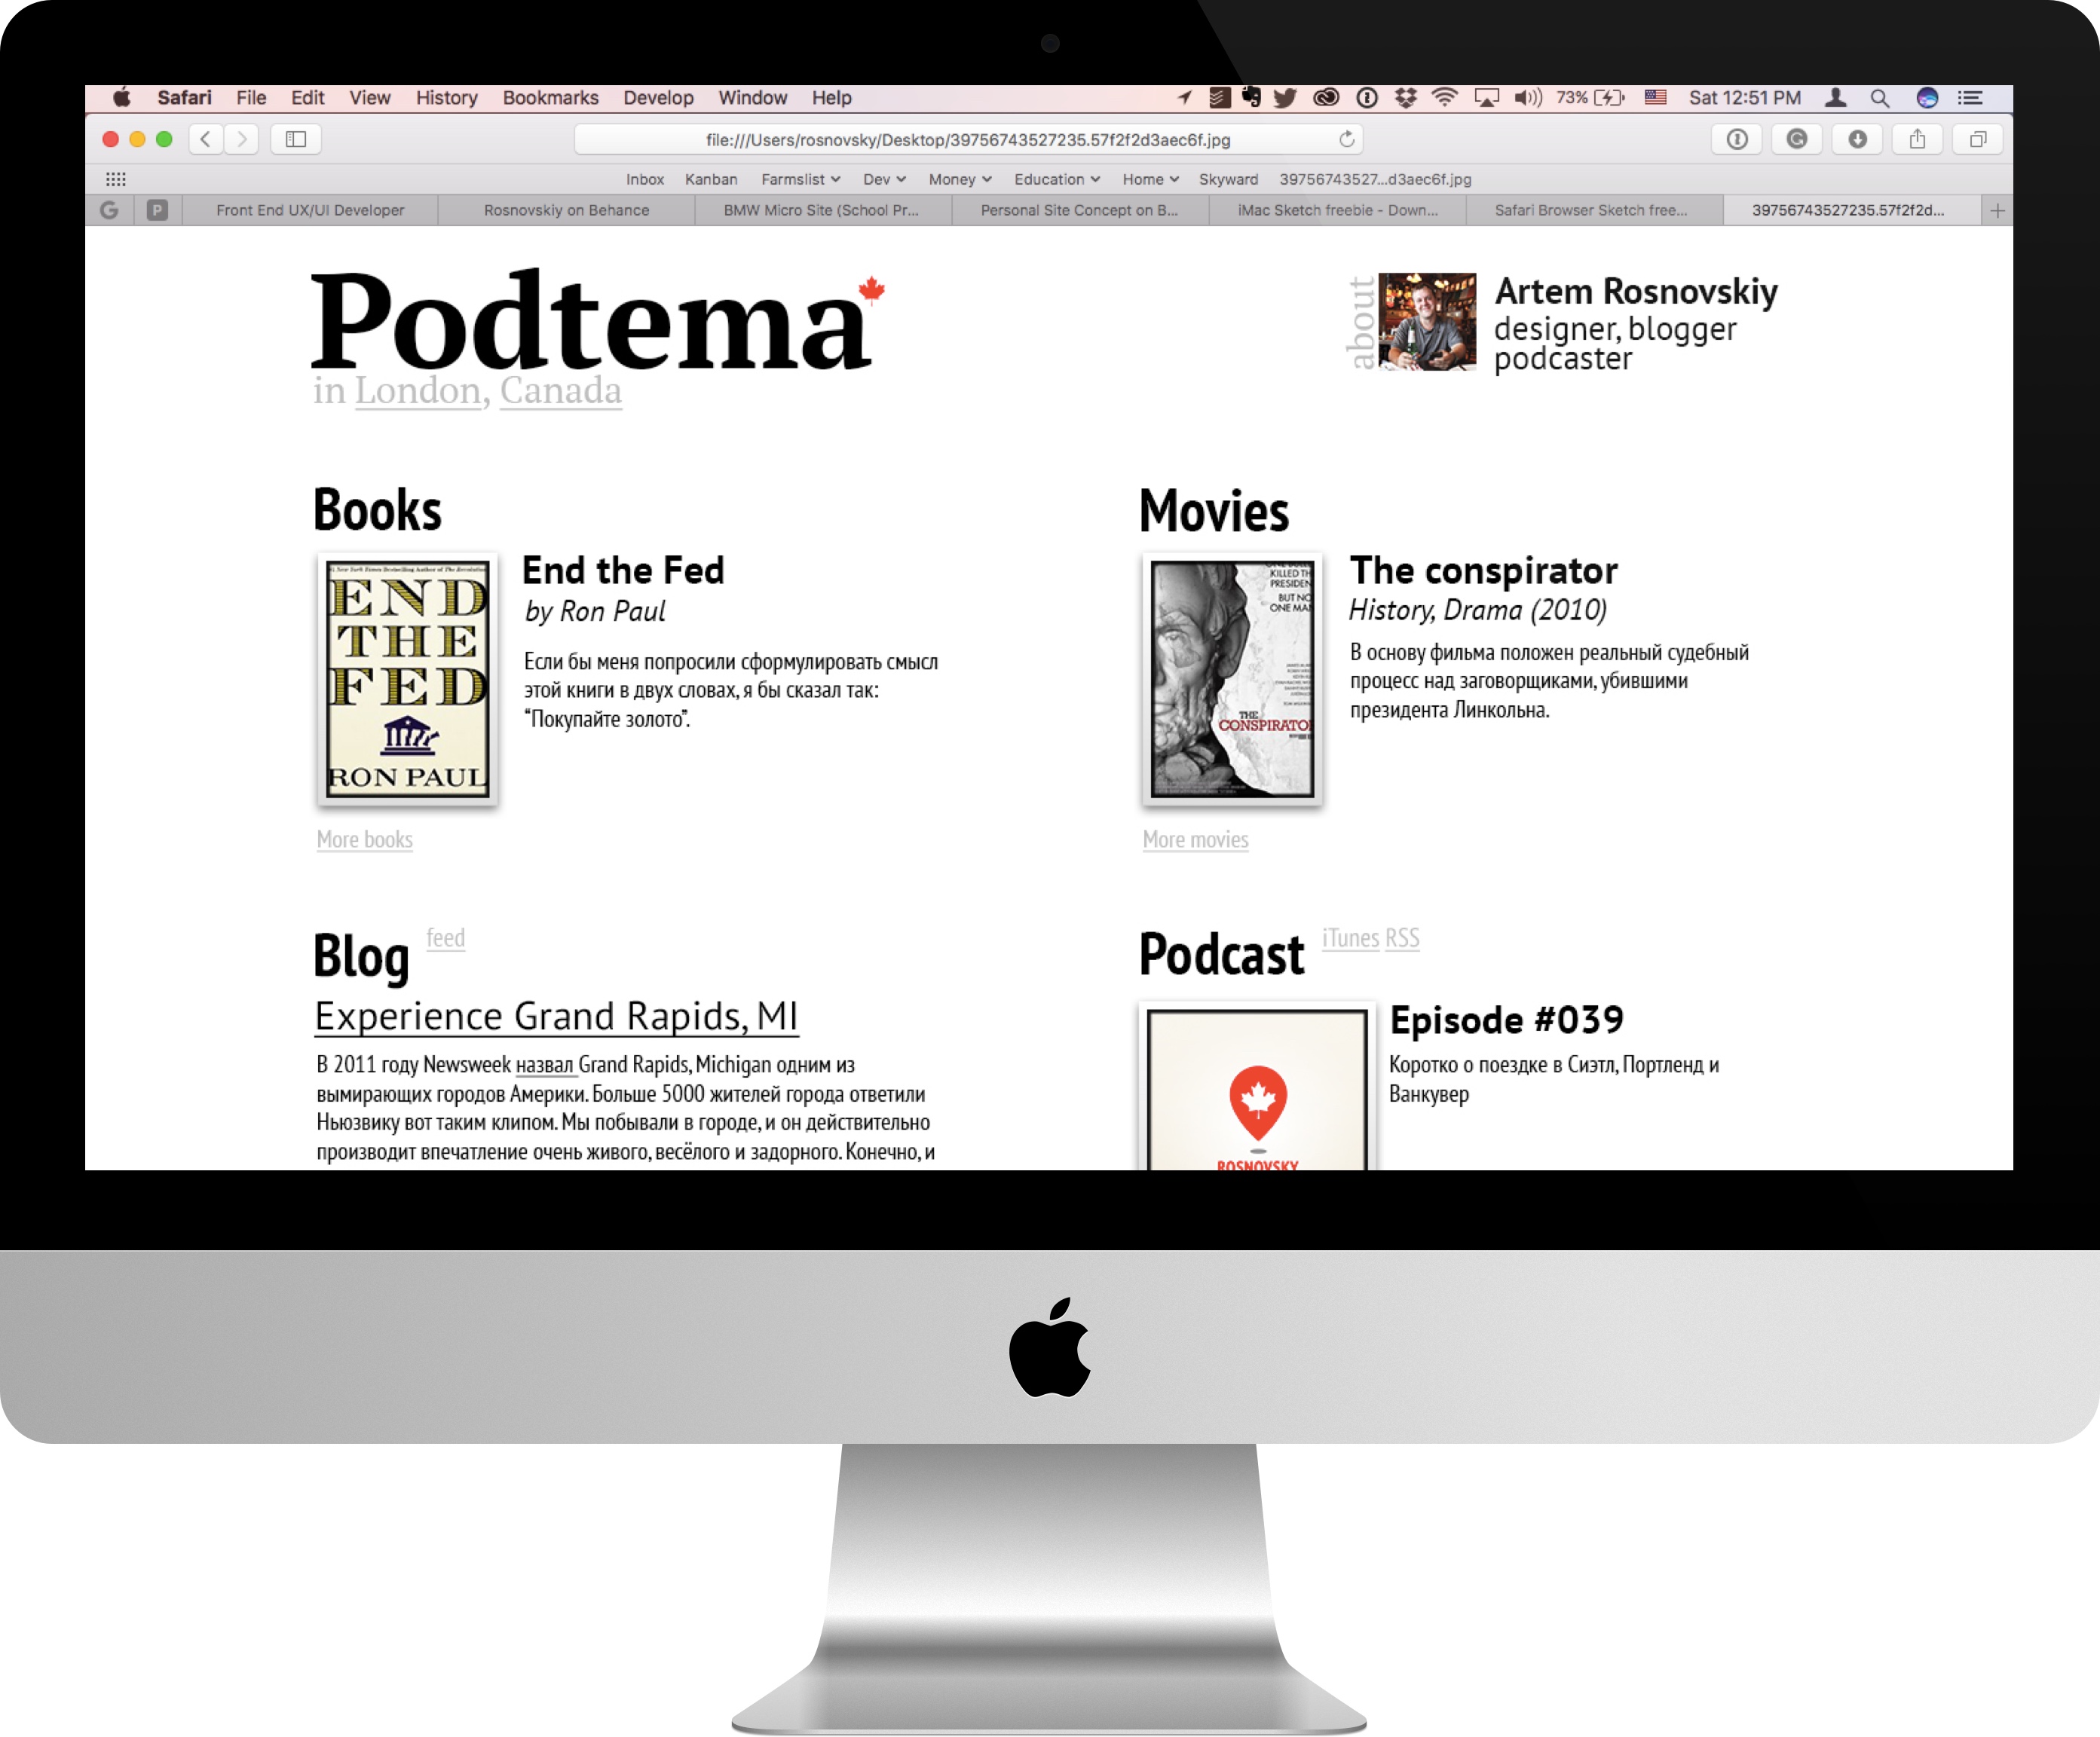 Safari File Edit View History Bookmarks Develop Window Help 73% Sat 12:51 PM
file:///Users/rosnovsky/Desktop/39756743527235.57f2f2d3aec6f.jpg
Inbox Kanban Farmslist Dev Money Education Home Skyward 39756743527...d3aec6f.jpg
G P Front End UX/UI Developer Rosnovskiy on Behance BMW Micro Site (School Pr... Personal Site Concept on B... iMac Sketch freebie - Down... Safari Browser Sketch free... 39756743527235.57f2f2d...
Podtema
in London, Canada
about
Artem Rosnovskiy
designer, blogger
podcaster
Books
END
THE
FED
RON PAUL
End the Fed
by Ron Paul
Если бы меня попросили сформулировать смысл
этой книги в двух словах, я бы сказал так:
“Покупайте золото”.
More books
Movies
KILLED TH
PRESIDEN
BUT NO
ONE MAN
THE
CONSPIRATO
The conspirator
History, Drama (2010)
В основу фильма положен реальный судебный
процесс над заговорщиками, убившими
президента Линкольна.
More movies
Blog feed
Experience Grand Rapids, MI
В 2011 году Newsweek назвал Grand Rapids, Michigan одним из
вымирающих городов Америки. Больше 5000 жителей города ответили
Ньюзвику вот таким клипом. Мы побывали в городе, и он действительно
производит впечатление очень живого, весёлого и задорного. Конечно, и
Podcast iTunes RSS
ROSNOVSKY
Episode #039
Коротко о поездке в Сиэтл, Портленд и
Ванкувер